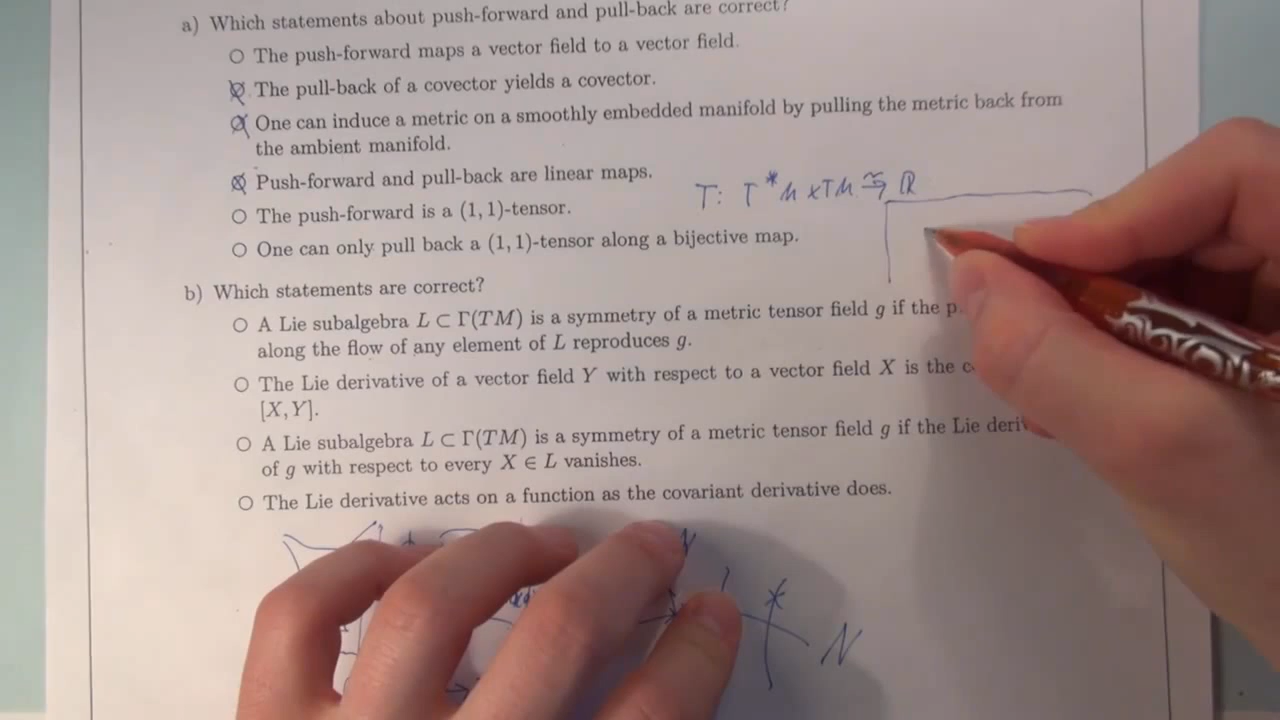 a) Which statements about push-forward and pull-back are correct?
The push-forward maps a vector field to a vector field.
The pull-back of a covector yields a covector.
One can induce a metric on a smoothly embedded manifold by pulling the metric back from
the ambient manifold.
Push-forward and pull-back are linear maps.
T: T*M × TM ⥲ ℝ
The push-forward is a (1, 1)-tensor.
One can only pull back a (1, 1)-tensor along a bijective map.
b) Which statements are correct?
A Lie subalgebra L ⊂ Γ(TM) is a symmetry of a metric tensor field g if the
along the flow of any element of L reproduces g.
The Lie derivative of a vector field Y with respect to a vector field X is the
[X, Y].
A Lie subalgebra L ⊂ Γ(TM) is a symmetry of a metric tensor field g if the Lie
of g with respect to every X ∈ L vanishes.
The Lie derivative acts on a function as the covariant derivative does.
N
N